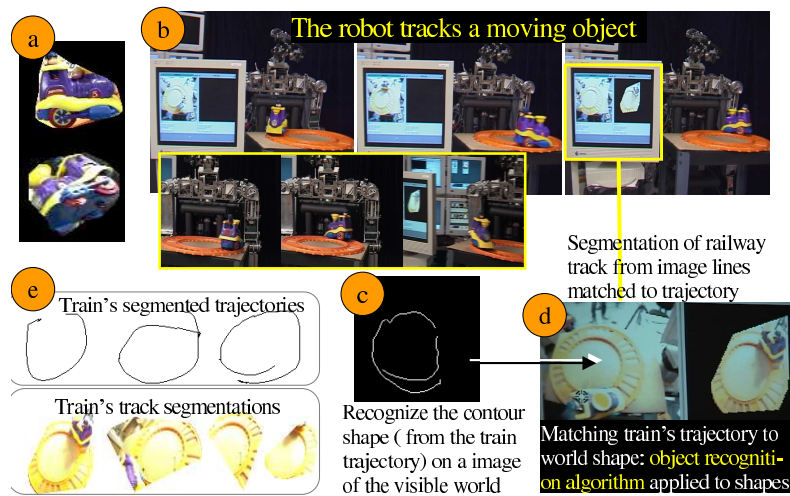 a
b
The robot tracks a moving object
Segmentation of railway
track from image lines
matched to trajectory
e
Train's segmented trajectories
Train's track segmentations
c
Recognize the contour
shape ( from the train
trajectory) on a image
of the visible world
d
Matching train's trajectory to
world shape: object recogniti-
on algorithm applied to shapes